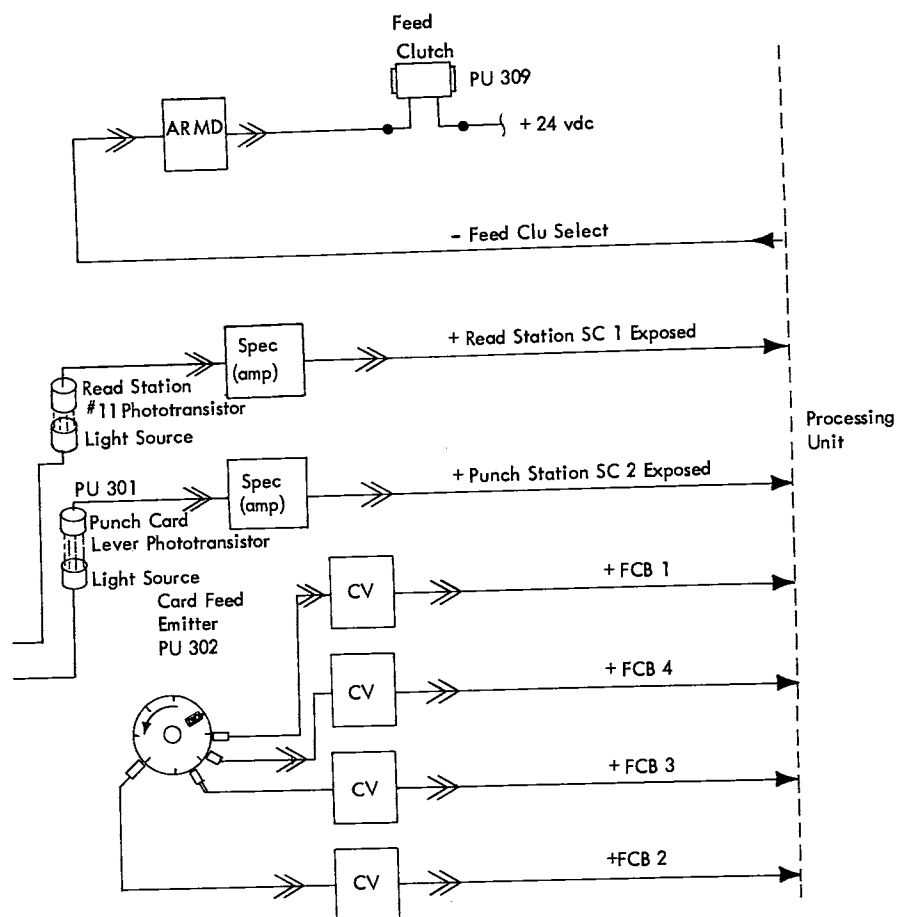 Feed
Clutch
PU 309
ARMD
+ 24 vdc
- Feed Clu Select
Spec
(amp)
+ Read Station SC 1 Exposed
Read Station
#11 Phototransistor
Light Source
Processing
Unit
PU 301
Spec
(amp)
+ Punch Station SC 2 Exposed
Punch Card
Lever Phototransistor
Light Source
Card Feed
Emitter
PU 302
CV
+ FCB 1
CV
+ FCB 4
CV
+ FCB 3
CV
+FCB 2